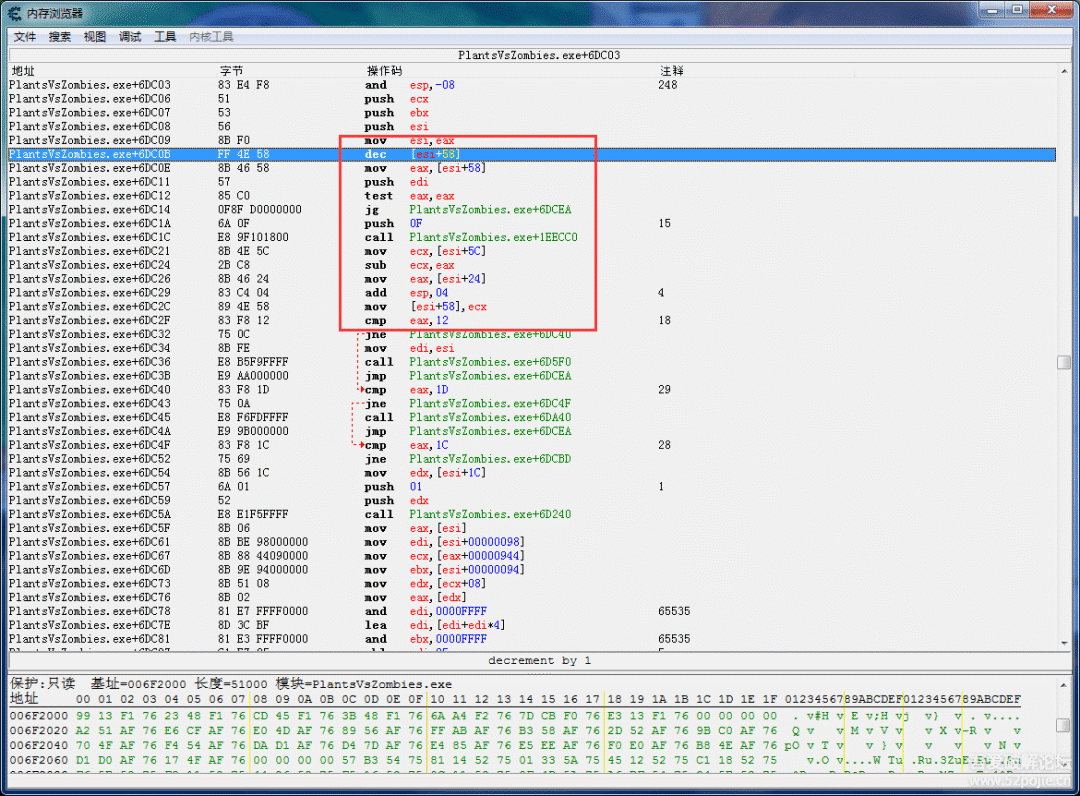 内存浏览器
文件 搜索 视图 调试 工具 内核工具
PlantsVsZombies.exe+6DC03
地址 字节 操作码 注释
PlantsVsZombies.exe+6DC03 83 E4 F8 and esp,-08 248
PlantsVsZombies.exe+6DC06 51 push ecx
PlantsVsZombies.exe+6DC07 53 push ebx
PlantsVsZombies.exe+6DC08 56 push esi
PlantsVsZombies.exe+6DC09 8B F0 mov esi,eax
PlantsVsZombies.exe+6DC0B FF 4E 58 dec [esi+58]
PlantsVsZombies.exe+6DC0E 8B 46 58 mov eax,[esi+58]
PlantsVsZombies.exe+6DC11 57 push edi
PlantsVsZombies.exe+6DC12 85 C0 test eax,eax
PlantsVsZombies.exe+6DC14 0F8F D0000000 jg PlantsVsZombies.exe+6DCEA
PlantsVsZombies.exe+6DC1A 6A 0F push 0F 15
PlantsVsZombies.exe+6DC1C E8 9F101800 call PlantsVsZombies.exe+1EECC0
PlantsVsZombies.exe+6DC21 8B 4E 5C mov ecx,[esi+5C]
PlantsVsZombies.exe+6DC24 2B C8 sub ecx,eax
PlantsVsZombies.exe+6DC26 8B 46 24 mov eax,[esi+24]
PlantsVsZombies.exe+6DC29 83 C4 04 add esp,04 4
PlantsVsZombies.exe+6DC2C 89 4E 58 mov [esi+58],ecx
PlantsVsZombies.exe+6DC2F 83 F8 12 cmp eax,12 18
PlantsVsZombies.exe+6DC32 75 0C jne PlantsVsZombies.exe+6DC40
PlantsVsZombies.exe+6DC34 8B FE mov edi,esi
PlantsVsZombies.exe+6DC36 E8 B5F9FFFF call PlantsVsZombies.exe+6D5F0
PlantsVsZombies.exe+6DC3B E9 AA000000 jmp PlantsVsZombies.exe+6DCEA
PlantsVsZombies.exe+6DC40 83 F8 1D cmp eax,1D 29
PlantsVsZombies.exe+6DC43 75 0A jne PlantsVsZombies.exe+6DC4F
PlantsVsZombies.exe+6DC45 E8 F6FDFFFF call PlantsVsZombies.exe+6DA40
PlantsVsZombies.exe+6DC4A E9 9B000000 jmp PlantsVsZombies.exe+6DCEA
PlantsVsZombies.exe+6DC4F 83 F8 1C cmp eax,1C 28
PlantsVsZombies.exe+6DC52 75 69 jne PlantsVsZombies.exe+6DCBD
PlantsVsZombies.exe+6DC54 8B 56 1C mov edx,[esi+1C]
PlantsVsZombies.exe+6DC57 6A 01 push 01 1
PlantsVsZombies.exe+6DC59 52 push edx
PlantsVsZombies.exe+6DC5A E8 E1F5FFFF call PlantsVsZombies.exe+6D240
PlantsVsZombies.exe+6DC5F 8B 06 mov eax,[esi]
PlantsVsZombies.exe+6DC61 8B BE 98000000 mov edi,[esi+00000098]
PlantsVsZombies.exe+6DC67 8B 88 44090000 mov ecx,[eax+00000944]
PlantsVsZombies.exe+6DC6D 8B 9E 94000000 mov ebx,[esi+00000094]
PlantsVsZombies.exe+6DC73 8B 51 08 mov edx,[ecx+08]
PlantsVsZombies.exe+6DC76 8B 02 mov eax,[edx]
PlantsVsZombies.exe+6DC78 81 E7 FFFF0000 and edi,0000FFFF 65535
PlantsVsZombies.exe+6DC7E 8D 3C BF lea edi,[edi+edi*4]
PlantsVsZombies.exe+6DC81 81 E3 FFFF0000 and ebx,0000FFFF 65535
decrement by 1
保护:只读 基址=006F2000 长度=51000 模块=PlantsVsZombies.exe
地址 00 01 02 03 04 05 06 07 08 09 0A 0B 0C 0D 0E 0F 10 11 12 13 14 15 16 17 18 19 1A 1B 1C 1D 1E 1F 0123456789ABCDEF0123456789ABCDEF
006F2000 99 13 F1 76 23 48 F1 76 CD 45 F1 76 3B 48 F1 76 6A A4 F2 76 7D CB F0 76 E3 13 F1 76 00 00 00 00
006F2020 A2 51 AF 76 E6 CF AF 76 E0 4D AF 76 89 56 AF 76 FF AB AF 76 B3 58 AF 76 2D 52 AF 76 9B C0 AF 76
006F2040 70 4F AF 76 F4 54 AF 76 DA D1 AF 76 D4 7D AF 76 E4 85 AF 76 E5 EE AF 76 F0 E0 AF 76 B8 4E AF 76
006F2060 D1 D0 AF 76 17 4F AF 76 00 00 00 00 57 B3 54 75 81 14 52 75 01 33 5A 75 45 12 52 75 C1 18 52 75
吾爱破解论坛
www.52pojie.cn